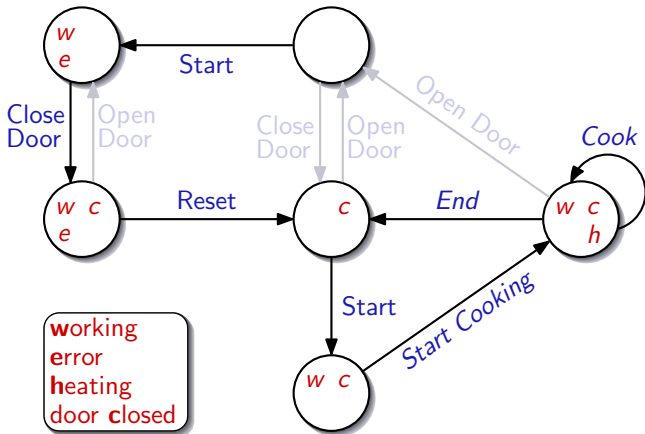 w
e
Start
Close
Door
Open
Door
Close
Door
Open
Door
Open Door
Cook
w c
e
Reset
c
End
w c
h
Start
Start Cooking
w c
working
error
heating
door closed